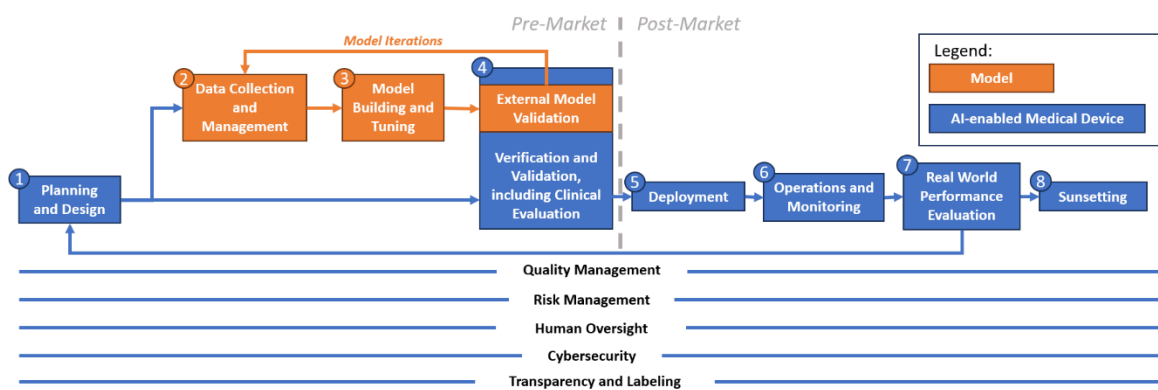 Pre-Market
Post-Market
Legend:
Model
AI-enabled Medical Device
Model Iterations
1
Planning
and Design
2
Data Collection
and
Management
3
Model
Building and
Tuning
4
External Model
Validation
Verification and
Validation,
including Clinical
Evaluation
5
Deployment
6
Operations and
Monitoring
7
Real World
Performance
Evaluation
8
Sunsetting
Quality Management
Risk Management
Human Oversight
Cybersecurity
Transparency and Labeling